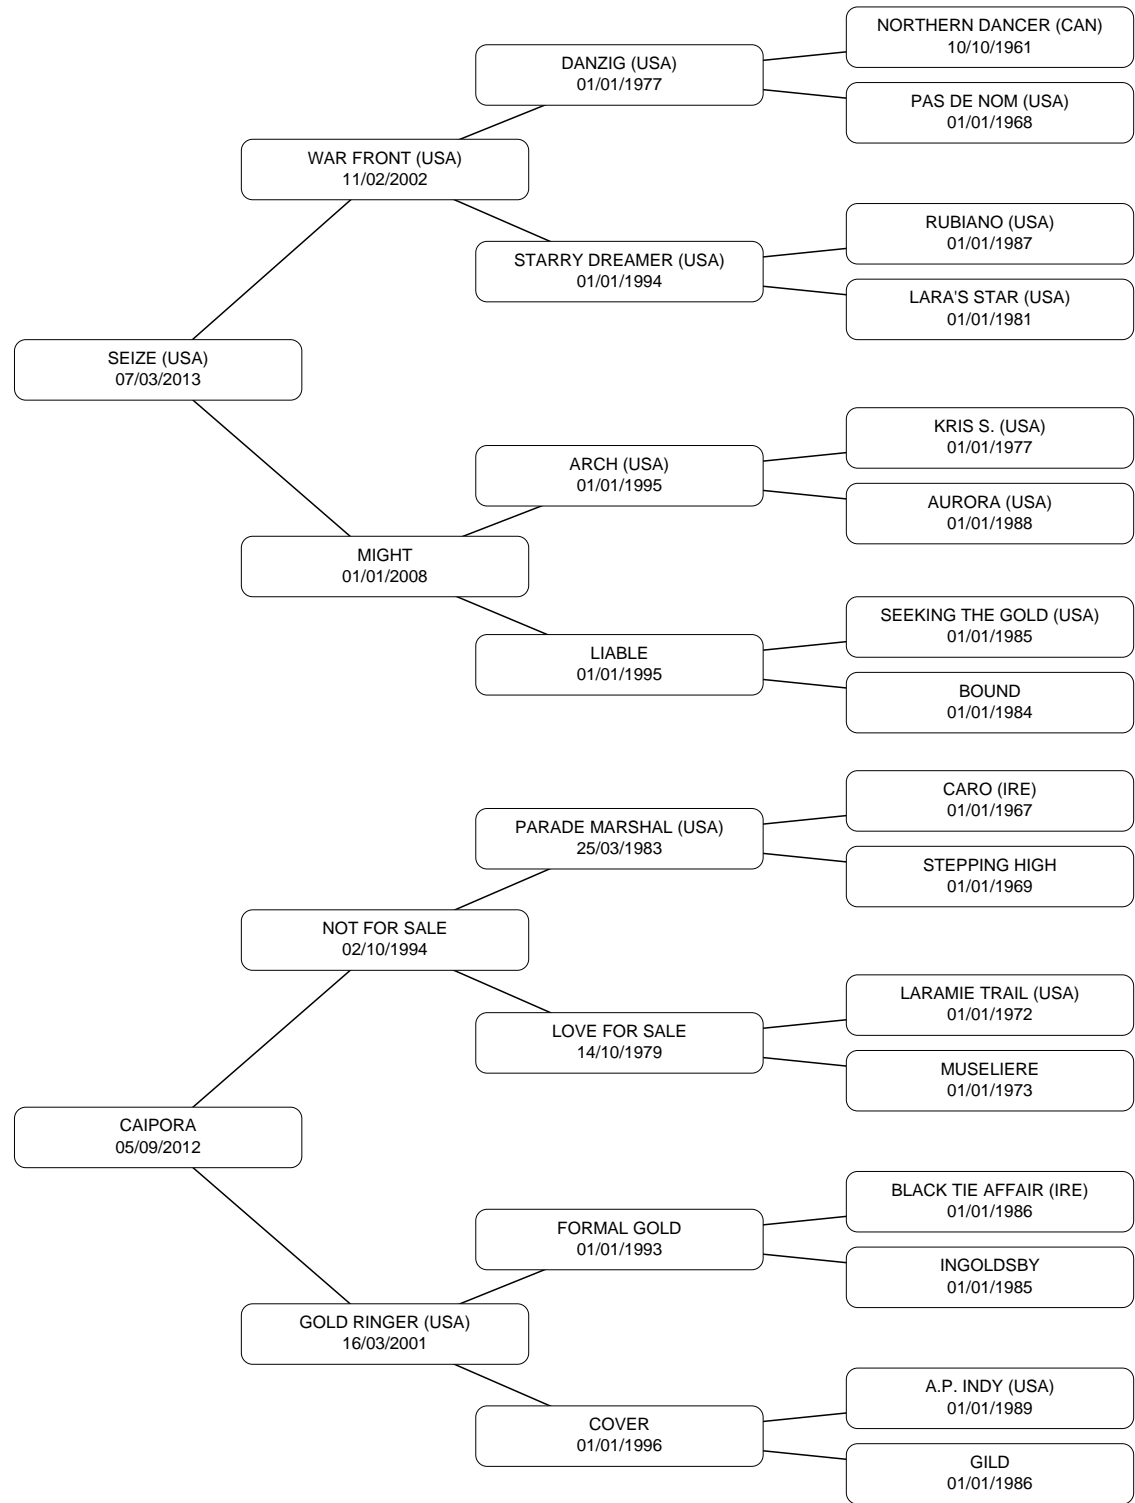 NORTHERN DANCER (CAN)
10/10/1961
DANZIG (USA)
01/01/1977
PAS DE NOM (USA)
01/01/1968
WAR FRONT (USA)
11/02/2002
RUBIANO (USA)
01/01/1987
STARRY DREAMER (USA)
01/01/1994
LARA'S STAR (USA)
01/01/1981
SEIZE (USA)
07/03/2013
KRIS S. (USA)
01/01/1977
ARCH (USA)
01/01/1995
AURORA (USA)
01/01/1988
MIGHT
01/01/2008
SEEKING THE GOLD (USA)
01/01/1985
LIABLE
01/01/1995
BOUND
01/01/1984
CARO (IRE)
01/01/1967
PARADE MARSHAL (USA)
25/03/1983
STEPPING HIGH
01/01/1969
NOT FOR SALE
02/10/1994
LARAMIE TRAIL (USA)
01/01/1972
LOVE FOR SALE
14/10/1979
MUSELIERE
01/01/1973
CAIPORA
05/09/2012
BLACK TIE AFFAIR (IRE)
01/01/1986
FORMAL GOLD
01/01/1993
INGOLDSBY
01/01/1985
GOLD RINGER (USA)
16/03/2001
A.P. INDY (USA)
01/01/1989
COVER
01/01/1996
GILD
01/01/1986